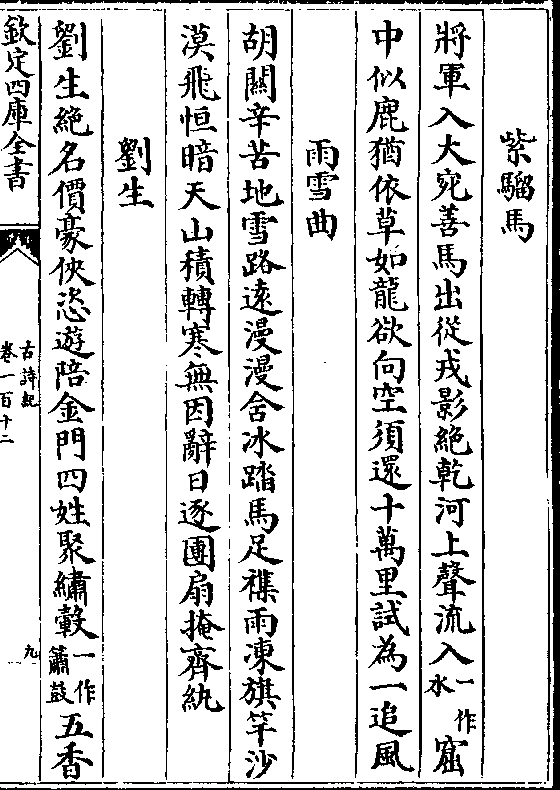 紫騮馬
將軍入大宛善馬出從戎影絶乾河上聲流入一作水窟
中似鹿猶依草如龍欲向空須還十萬里試為一追風
雨雪曲
胡關辛苦地雪路逺漫漫含冰踏馬足襍雨凍旗竿沙
漠飛恒暗天山積轉寒無因辭日逐團扇掩齊紈
劉生
劉生絶名價豪俠恣遊陪金門四姓聚繡轂一作簫鼓五香
欽定四庫全書
古詩紀
卷一百十二
九